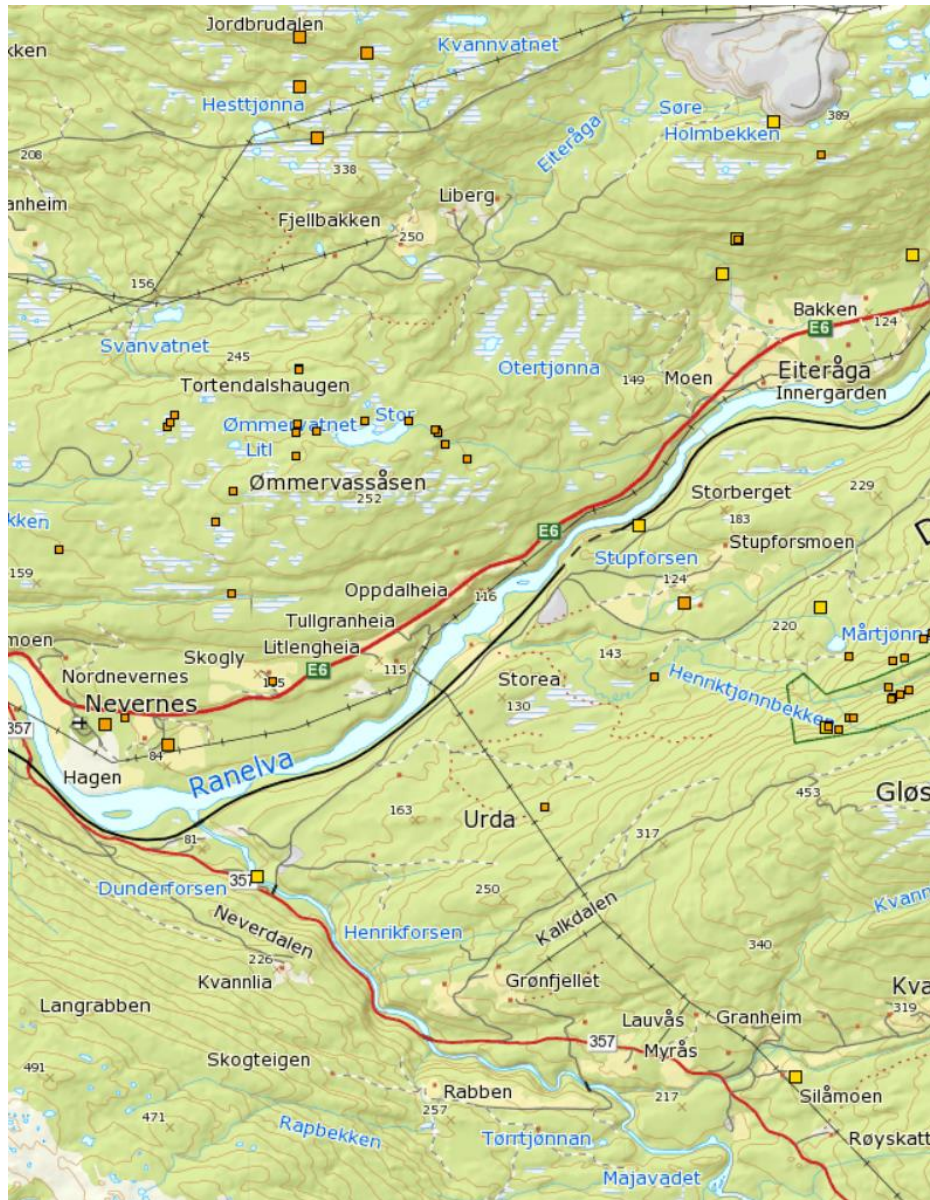 Jordbrudalen
Kvannvatnet
kken
Hesttjønna
Søre
Holmbekken
389
Eiteråga
208
338
anheim
Liberg
Fjellbakken
250
156
Bakken
E6
124
Svanvatnet
245
Otertjønna
Eiteråga
Tortendalshaugen
149
Moen
Innergarden
Stor
Ømmervatnet
Litl
Ømmervassåsen
252
Storberget
229
kken
183
E6
Stupforsmoen
Stupforsen
159
Oppdalheia
116
124
Tullgranheia
220
Mårtjønn
moen
Litlengheia
143
Skogly
E6
115
Nordnevernes
Storea
Henriktjønnbekken
Nevernes
130
357
84
Hagen
Ranelva
453
Gløs
163
Urda
317
81
357
Dunderforsen
250
Kvann
Neverdalen
Henrikforsen
Kalkdalen
226
340
Kvannlia
Grønfjellet
Kva
Langrabben
319
Lauvås
Granheim
357
Myrås
Skogteigen
491
Rabben
217
Silåmoen
257
471
Rapbekken
Tørrtjønnan
Røyskatt
Majavadet